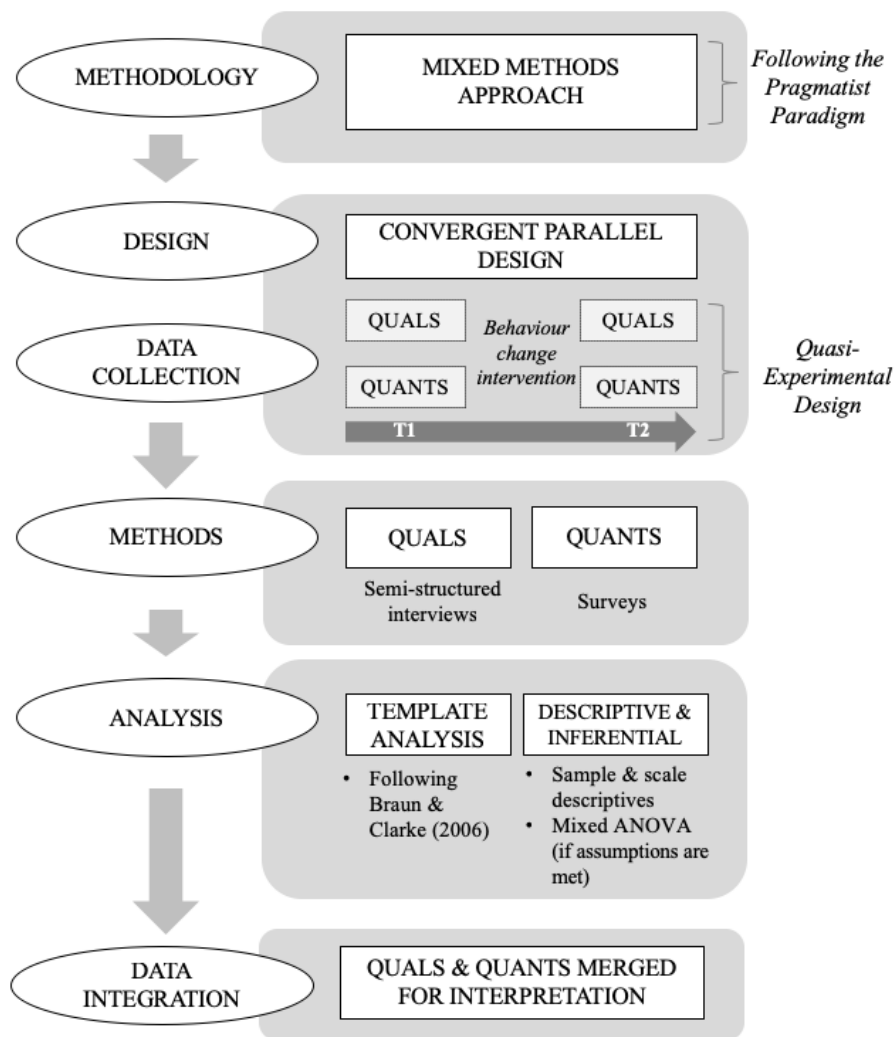 METHODOLOGY
MIXED METHODS
APPROACH
Following the
Pragmatist
Paradigm
DESIGN
CONVERGENT PARALLEL
DESIGN
DATA
COLLECTION
QUALS
Behaviour
change
intervention
QUALS
QUANTS
QUANTS
T1
T2
Quasi-
Experimental
Design
METHODS
QUALS
Semi-structured
interviews
QUANTS
Surveys
ANALYSIS
TEMPLATE
ANALYSIS
• Following
Braun &
Clarke (2006)
DESCRIPTIVE &
INFERENTIAL
• Sample & scale
descriptives
• Mixed ANOVA
(if assumptions are
met)
DATA
INTEGRATION
QUALS & QUANTS MERGED
FOR INTERPRETATION